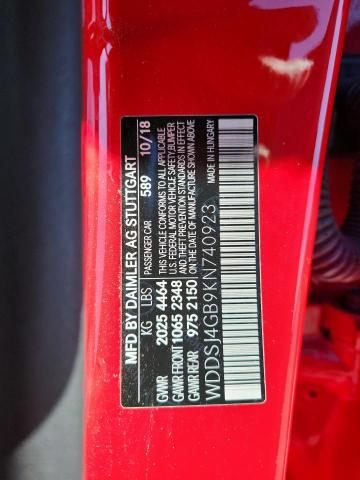 MFD BY DAIMLER AG STUTTGART
PASSENGER CAR 589 10/18
KG LBS
GWVR 2025 4464
GAWR FRONT 1065 2348
GAWR REAR 975 2150
THIS VEHICLE CONFORMS TO ALL APPLICABLE
U.S. FEDERAL MOTOR VEHICLE SAFETY, BUMPER
AND THEFT PREVENTION STANDARDS IN EFFECT
ON THE DATE OF MANUFACTURE SHOWN ABOVE
WDDSJ4GB9KN740923
MADE IN HUNGARY